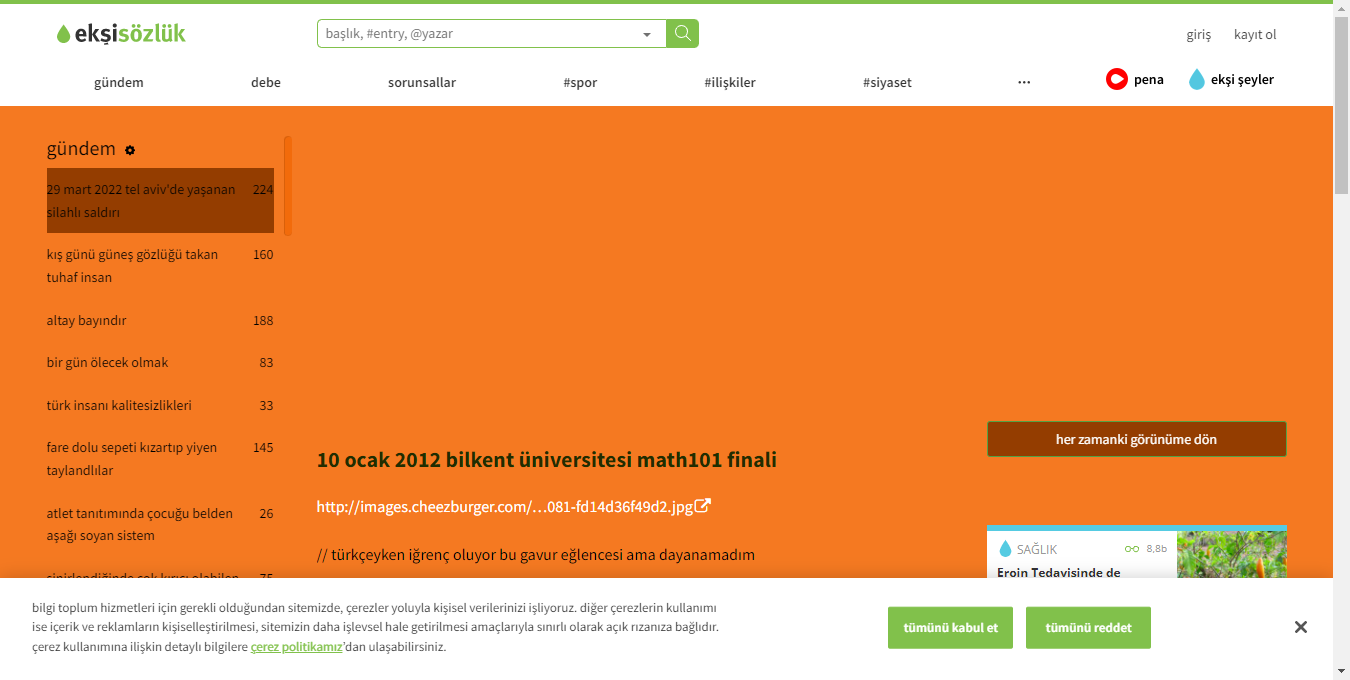 ekşisözlük
başlık, #entry, @yazar
giriş kayıt ol
gündem debe sorunsallar #spor #ilişkiler #siyaset ... pena ekşi şeyler
gündem
29 mart 2022 tel aviv'de yaşanan 224
silahlı saldırı
kış günü güneş gözlüğü takan 160
tuhaf insan
altay bayındır 188
bir gün ölecek olmak 83
türk insanı kalitesizlikleri 33
fare dolu sepeti kızartıp yiyen 145
taylandlılar
atlet tanıtımında çocuğu belden 26
aşağı soyan sistem
sinirlendiğinde çok kırıcı olabilen 75
her zamanki görünüme dön
10 ocak 2012 bilkent üniversitesi math101 finali
http://images.cheezburger.com/…081-fd14d36f49d2.jpg
// türkçeyken iğrenç oluyor bu gavur eğlencesi ama dayanamadım
SAĞLIK 8,8b
Eroin Tedavisinde de
bilgi toplum hizmetleri için gerekli olduğundan sitemizde, çerezler yoluyla kişisel verilerinizi işliyoruz. diğer çerezlerin kullanımı
ise içerik ve reklamların kişiselleştirilmesi, sitemizin daha işlevsel hale getirilmesi amaçlarıyla sınırlı olarak açık rızanıza bağlıdır.
çerez kullanımına ilişkin detaylı bilgilere çerez politikamız'dan ulaşabilirsiniz.
tümünü kabul et tümünü reddet